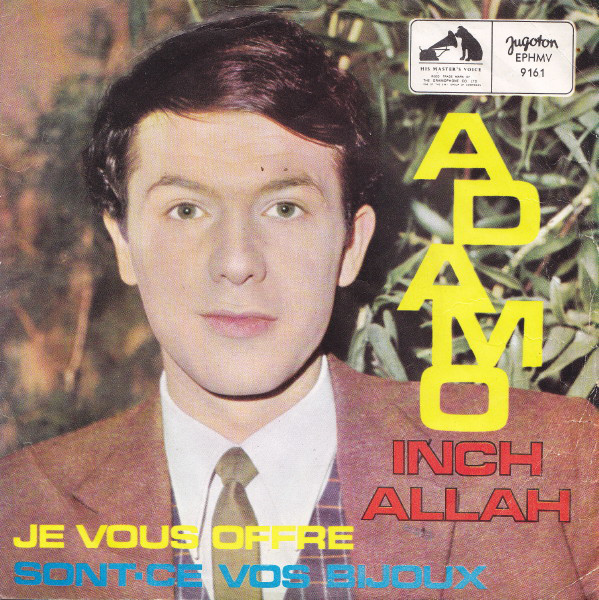 HIS MASTER'S VOICE
Jugoton
EPHMV
9161
ADAMO
INCH
ALLAH
JE VOUS OFFRE
SONT-CE VOS BIJOUX